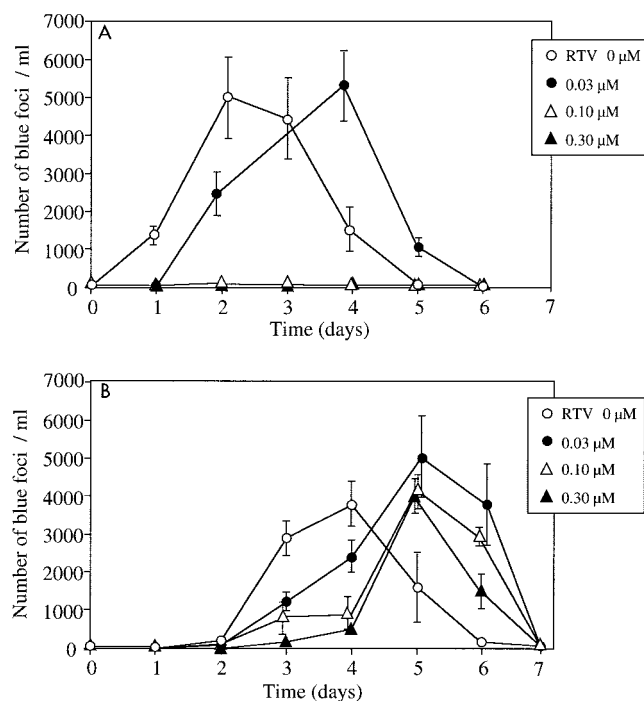 A
Number of blue foci / ml
7000
6000
5000
4000
3000
2000
1000
0
0 1 2 3 4 5 6 7
Time (days)
RTV 0 µM
0.03 µM
0.10 µM
0.30 µM
B
Number of blue foci / ml
7000
6000
5000
4000
3000
2000
1000
0
0 1 2 3 4 5 6 7
Time (days)
RTV 0 µM
0.03 µM
0.10 µM
0.30 µM